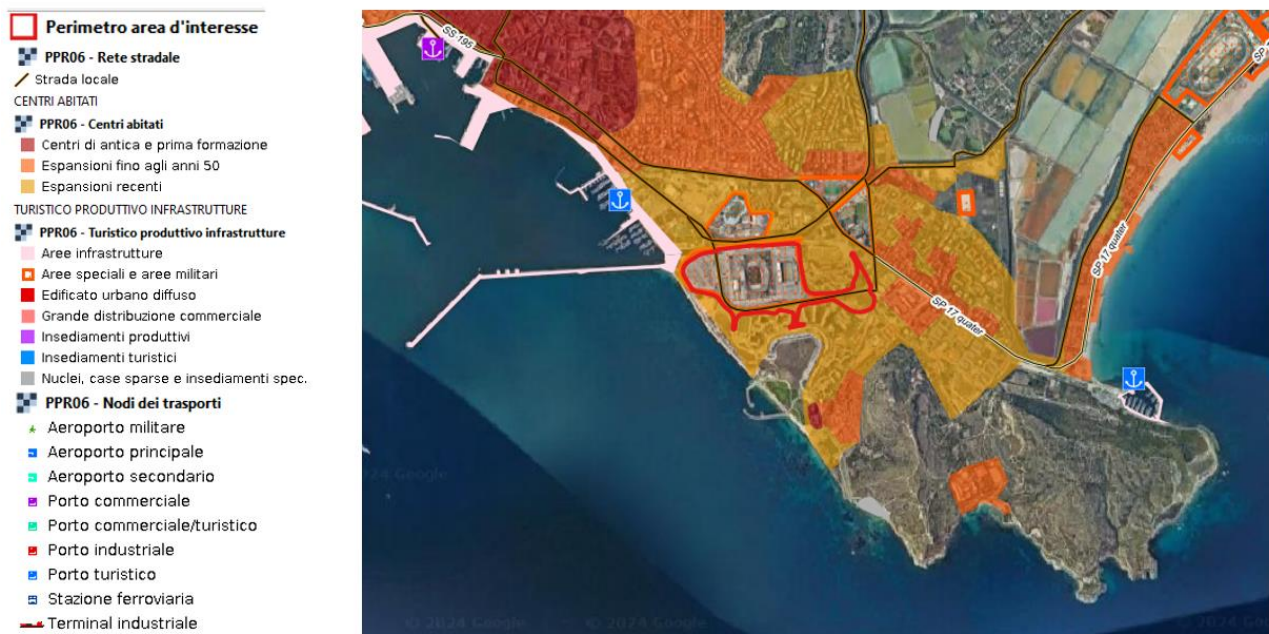 Perimetro area d'interesse
PPR06 - Rete stradale
Strada locale
CENTRI ABITATI
PPR06 - Centri abitati
Centri di antica e prima formazione
Espansioni fino agli anni 50
Espansioni recenti
TURISTICO PRODUTTIVO INFRASTRUTTURE
PPR06 - Turistico produttivo infrastrutture
Aree infrastrutture
Aree speciali e aree militari
Edificato urbano diffuso
Grande distribuzione commerciale
Insediamenti produttivi
Insediamenti turistici
Nuclei, case sparse e insediamenti spec.
PPR06 - Nodi dei trasporti
Aeroporto militare
Aeroporto principale
Aeroporto secondario
Porto commerciale
Porto commerciale/turistico
Porto industriale
Porto turistico
Stazione ferroviaria
Terminal industriale
SS 195
SP 17 quater
SP 17 quater
2024 Google
© 2024 Google
© 2024 Google